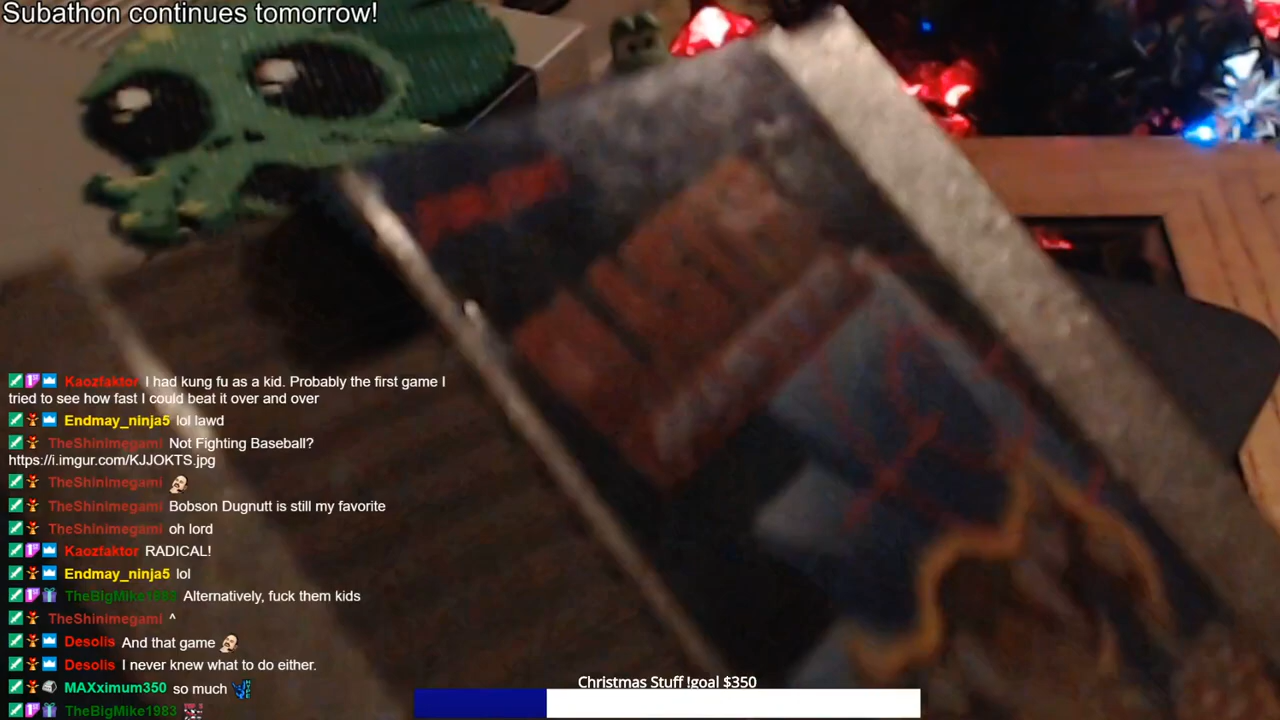 Subathon continues tomorrow!
Kaozfaktor I had kung fu as a kid. Probably the first game I
tried to see how fast I could beat it over and over
Endmay_ninja5 lol lawd
TheShinimegami Not Fighting Baseball?
https://i.imgur.com/KJJOKTS.jpg
TheShinimegami
TheShinimegami Bobson Dugnutt is still my favorite
TheShinimegami oh lord
Kaozfaktor RADICAL!
Endmay_ninja5 lol
TheBigMike1983 Alternatively, fuck them kids
TheShinimegami ^
Desolis And that game
Desolis I never knew what to do either.
MAXximum350 so much
TheBigMike1983
Christmas Stuff !goal $350